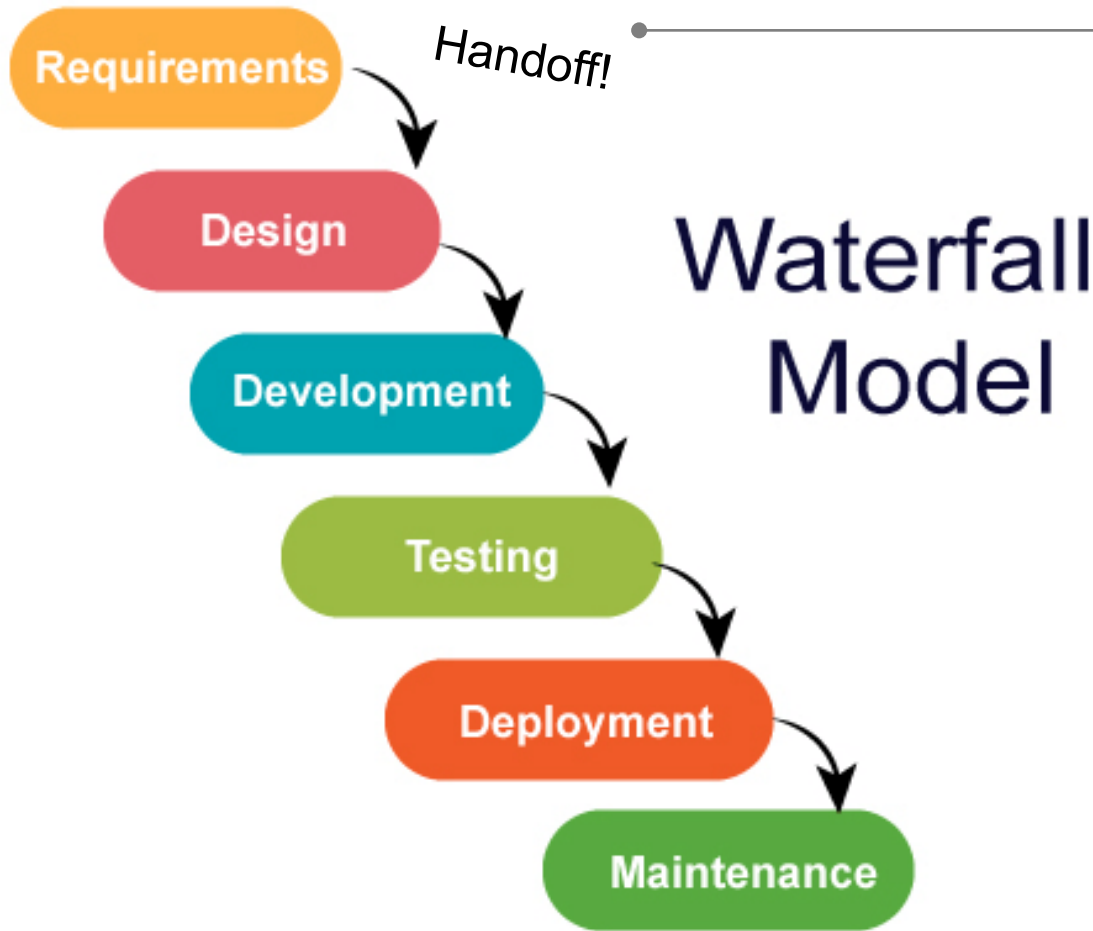 Requirements
Handoff!
Design
Waterfall
Model
Development
Testing
Deployment
Maintenance